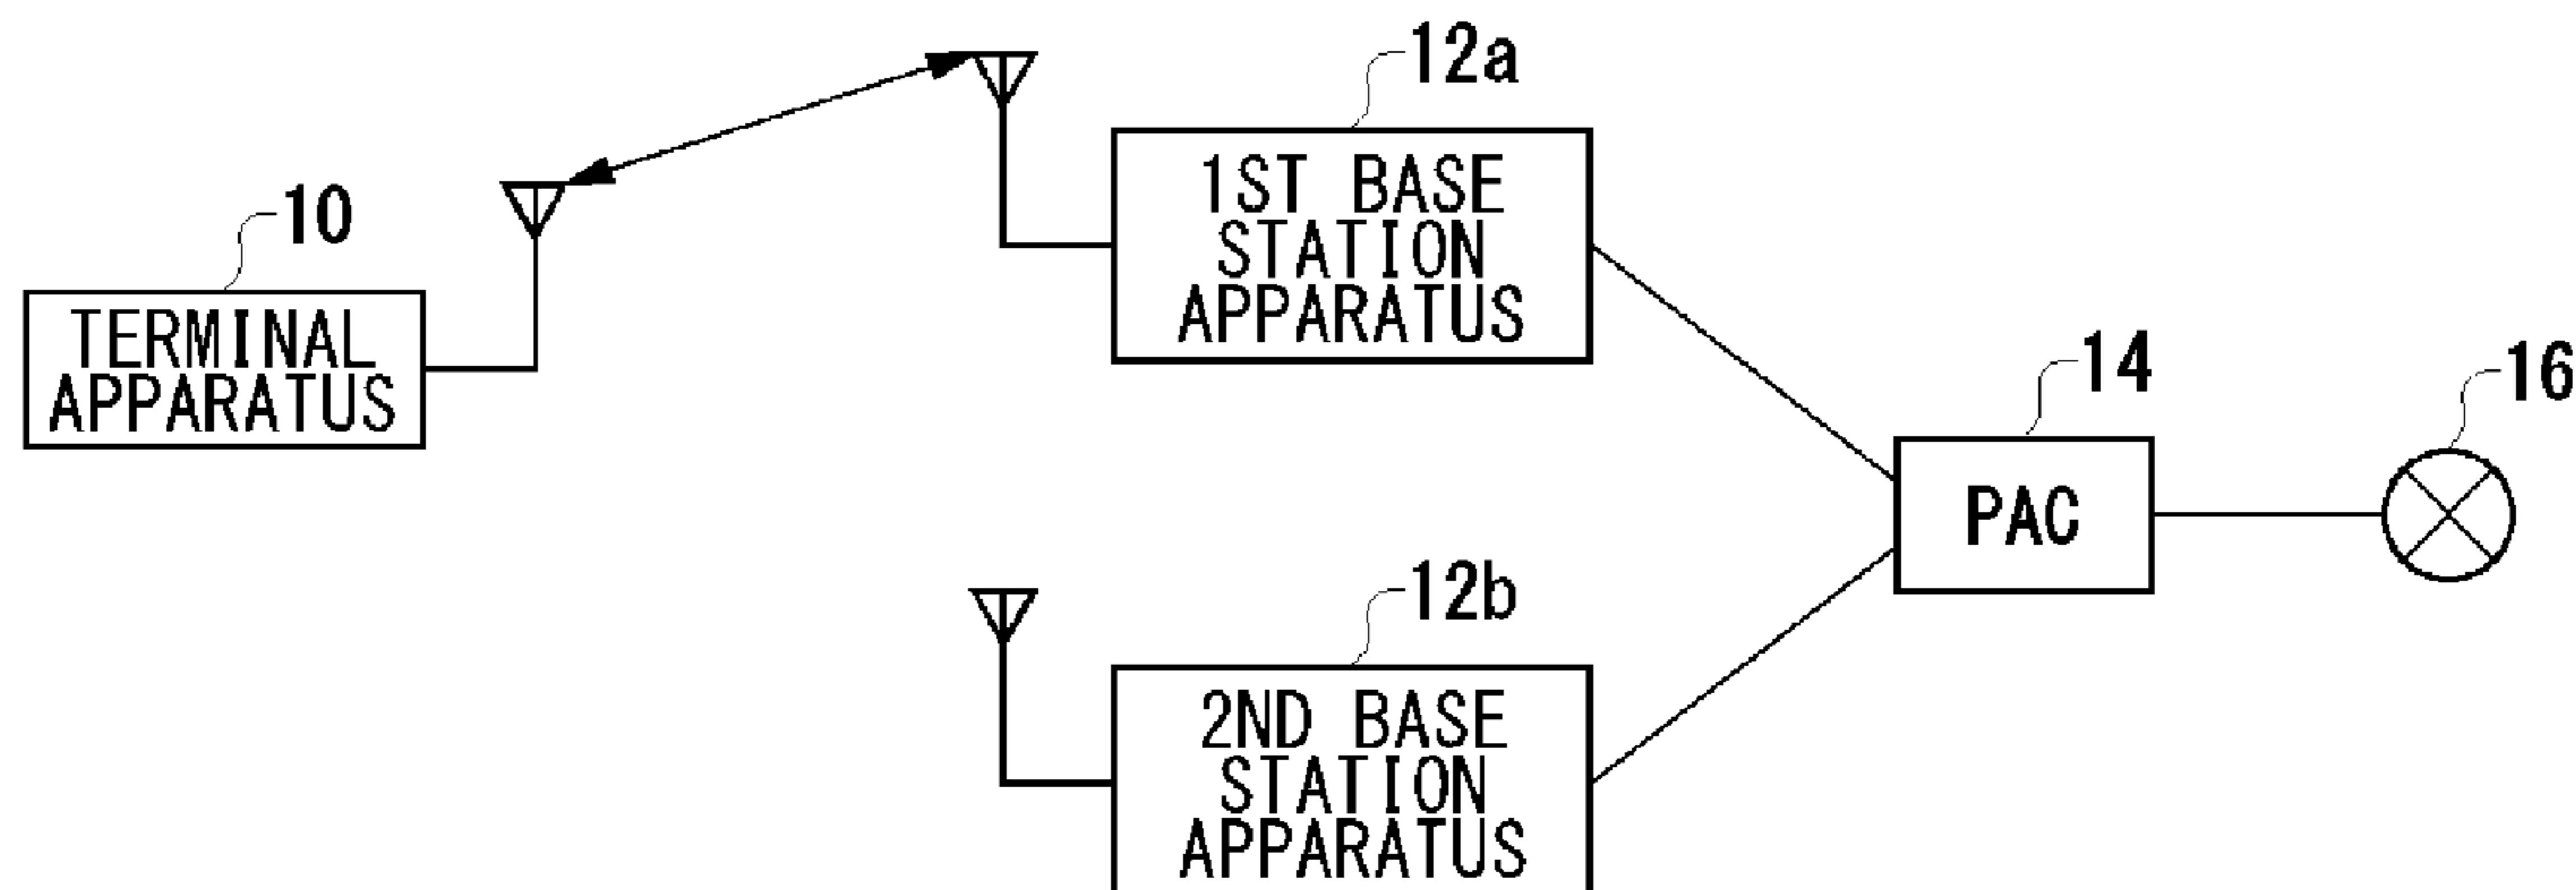 12a
1ST BASE
STATION
APPARATUS
10
TERMINAL
APPARATUS
14
PAC
16
12b
2ND BASE
STATION
APPARATUS